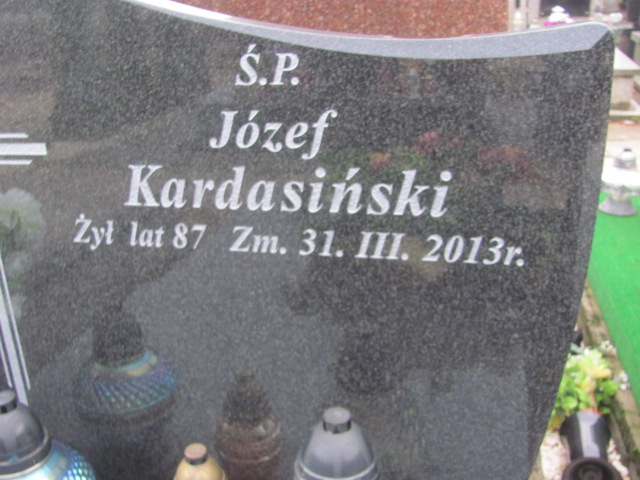 Ś.P.
Józef
Kardasiński
Żył lat 87 Zm. 31. III. 2013r.